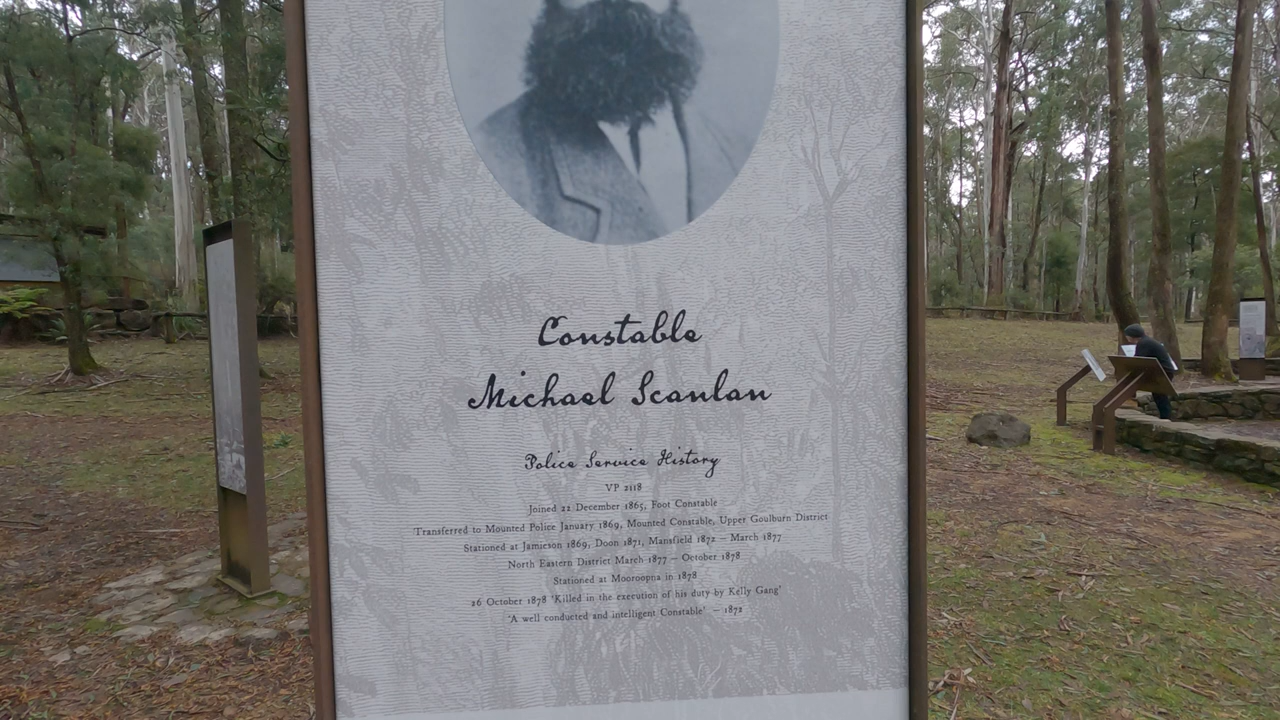 Constable
Michael Scanlan
Police Service History
VP 2118
Joined 22 December 1865, Foot Constable
Transferred to Mounted Police January 1869, Mounted Constable, Upper Goulburn District
Stationed at Jamieson 1869, Doon 1871, Mansfield 1872 – March 1877
North Eastern District March 1877 – October 1878
Stationed at Mooroopna in 1878
26 October 1878 'Killed in the execution of his duty by Kelly Gang'
'A well conducted and intelligent Constable' – 1872